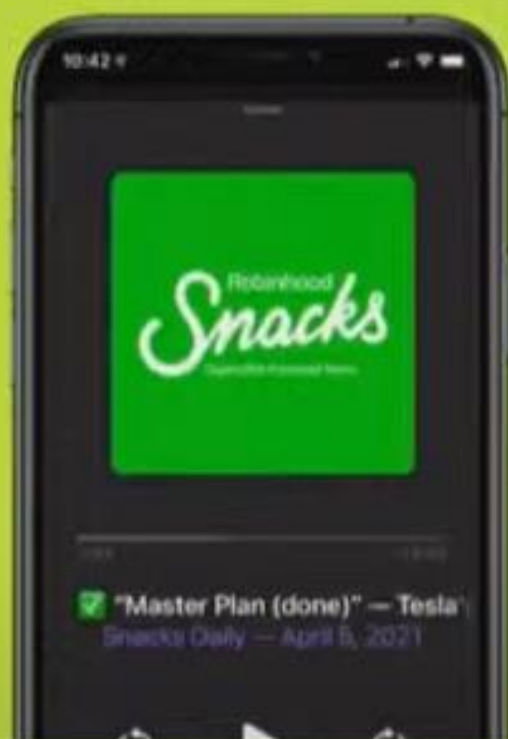 10:42
Robinhood
Snacks
✅ "Master Plan (done)" — Tesla'
Snacks Daily — April 5, 2021